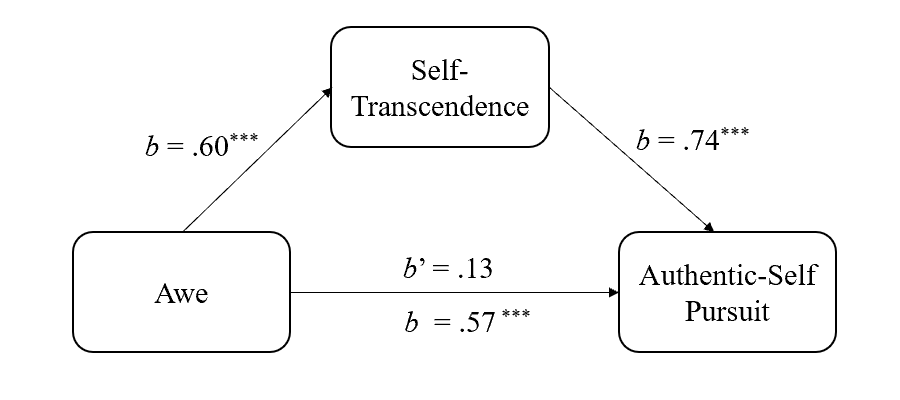 Self-
Transcendence
b = .60***
b = .74***
Awe
b’ = .13
b = .57 ***
Authentic-Self
Pursuit